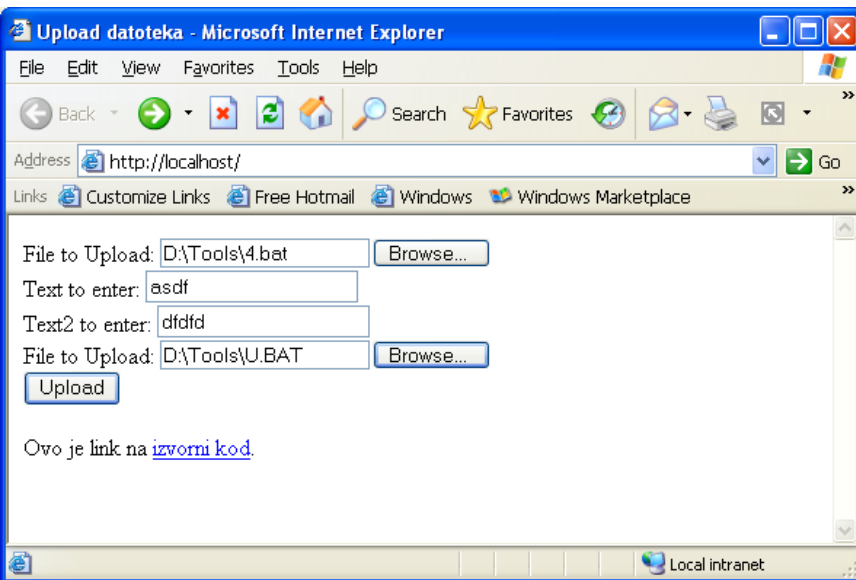 Upload datoteka - Microsoft Internet Explorer
File Edit View Favorites Tools Help
Back Search Favorites
Address http://localhost/ Go
Links Customize Links Free Hotmail Windows Windows Marketplace
File to Upload: D:\Tools\4.bat Browse...
Text to enter: asdf
Text2 to enter: dfdfd
File to Upload: D:\Tools\U.BAT Browse...
Upload
Ovo je link na izvorni kod.
Local intranet